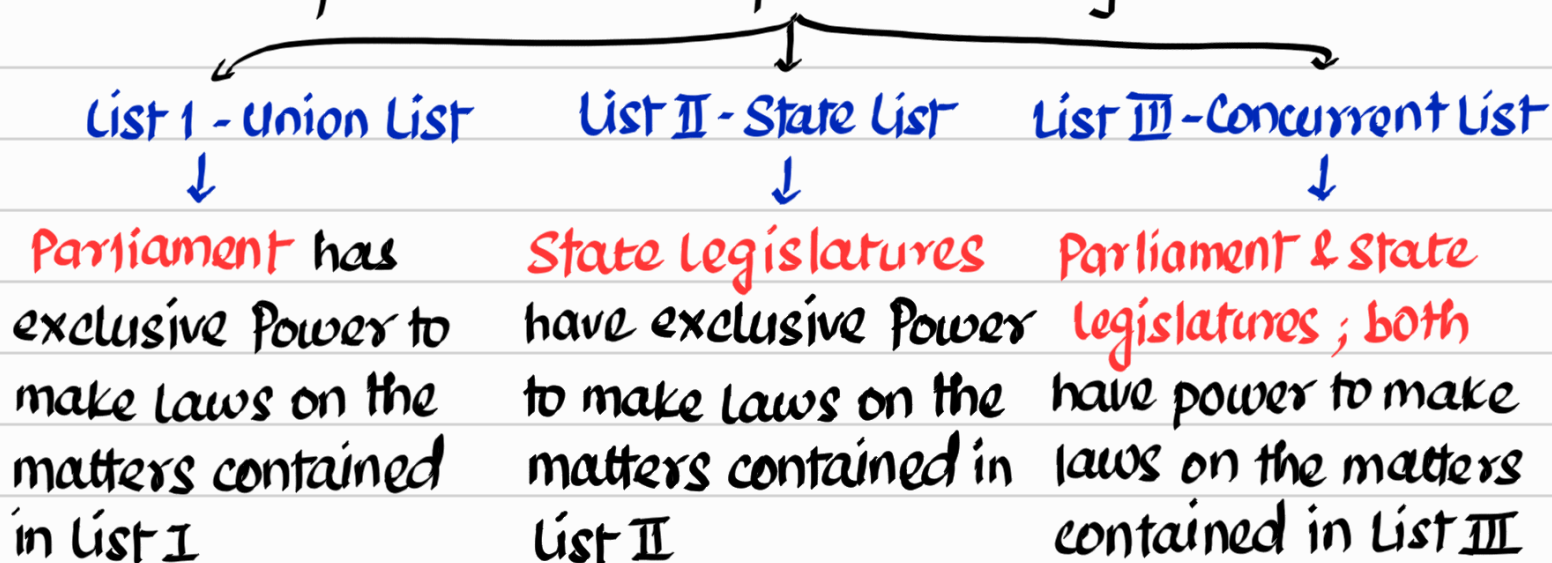 List 1 - Union List
↓
Parliament has
exclusive Power to
make laws on the
matters contained
in List I
List II - State List
↓
State legislatures
have exclusive Power
to make laws on the
matters contained in
List II
List III - Concurrent List
↓
Parliament & State
legislatures ; both
have power to make
laws on the matters
contained in List III